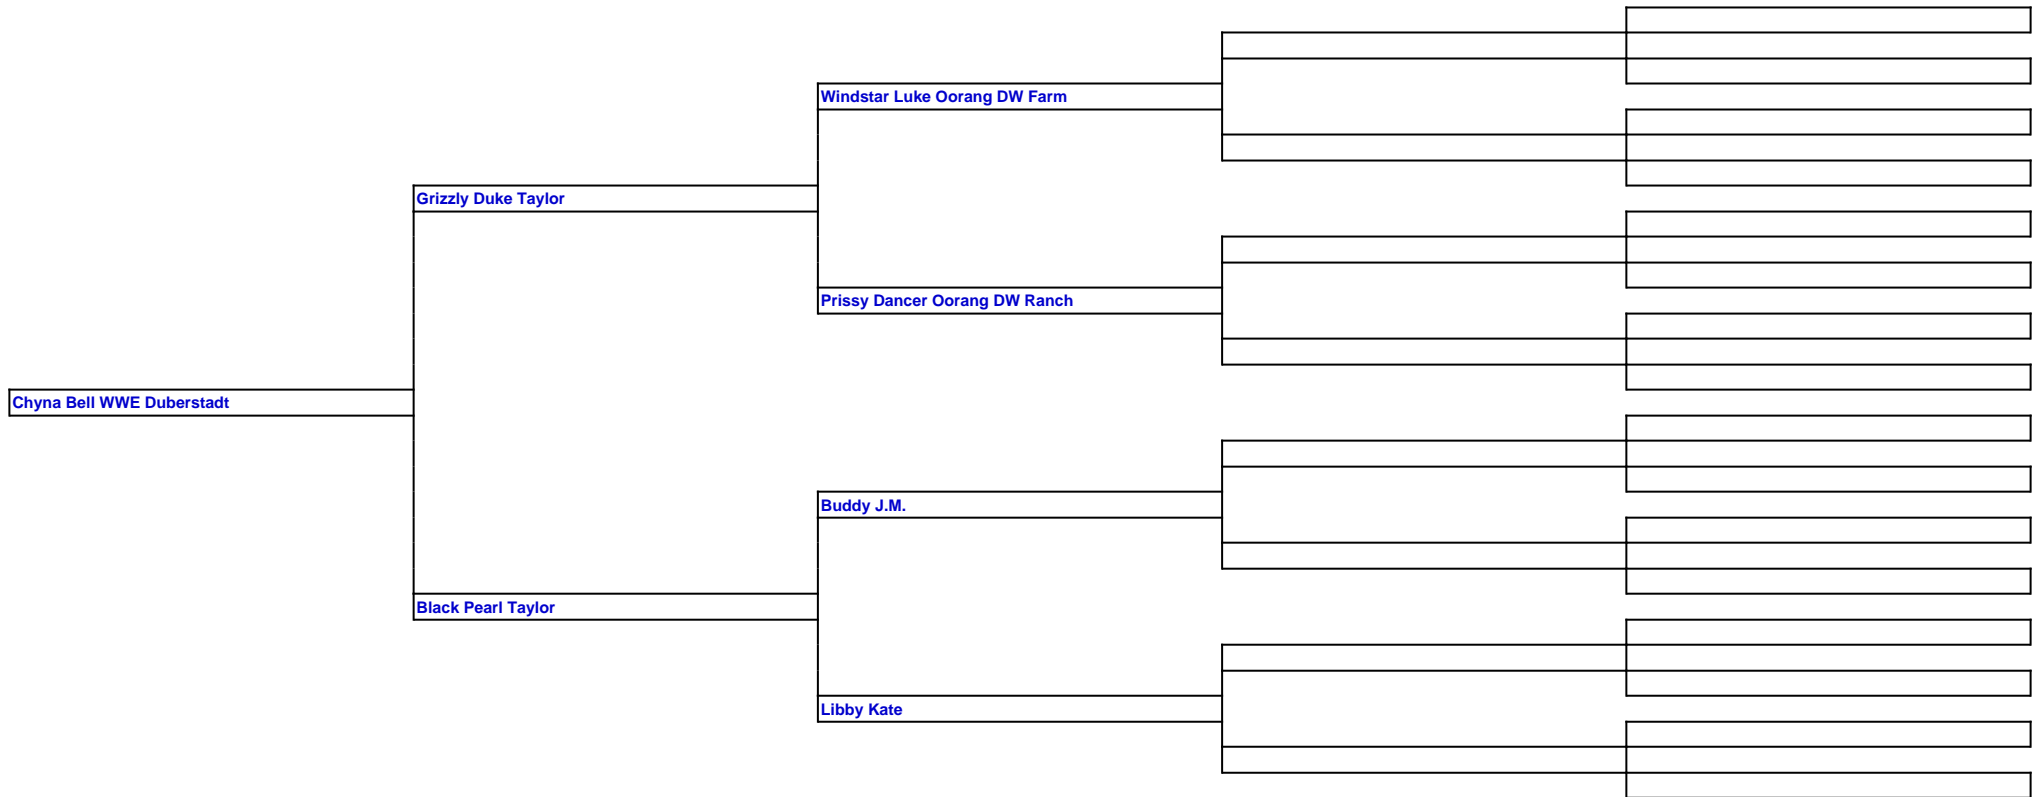 Windstar Luke Oorang DW Farm
Grizzly Duke Taylor
Prissy Dancer Oorang DW Ranch
Chyna Bell WWE Duberstadt
Buddy J.M.
Black Pearl Taylor
Libby Kate